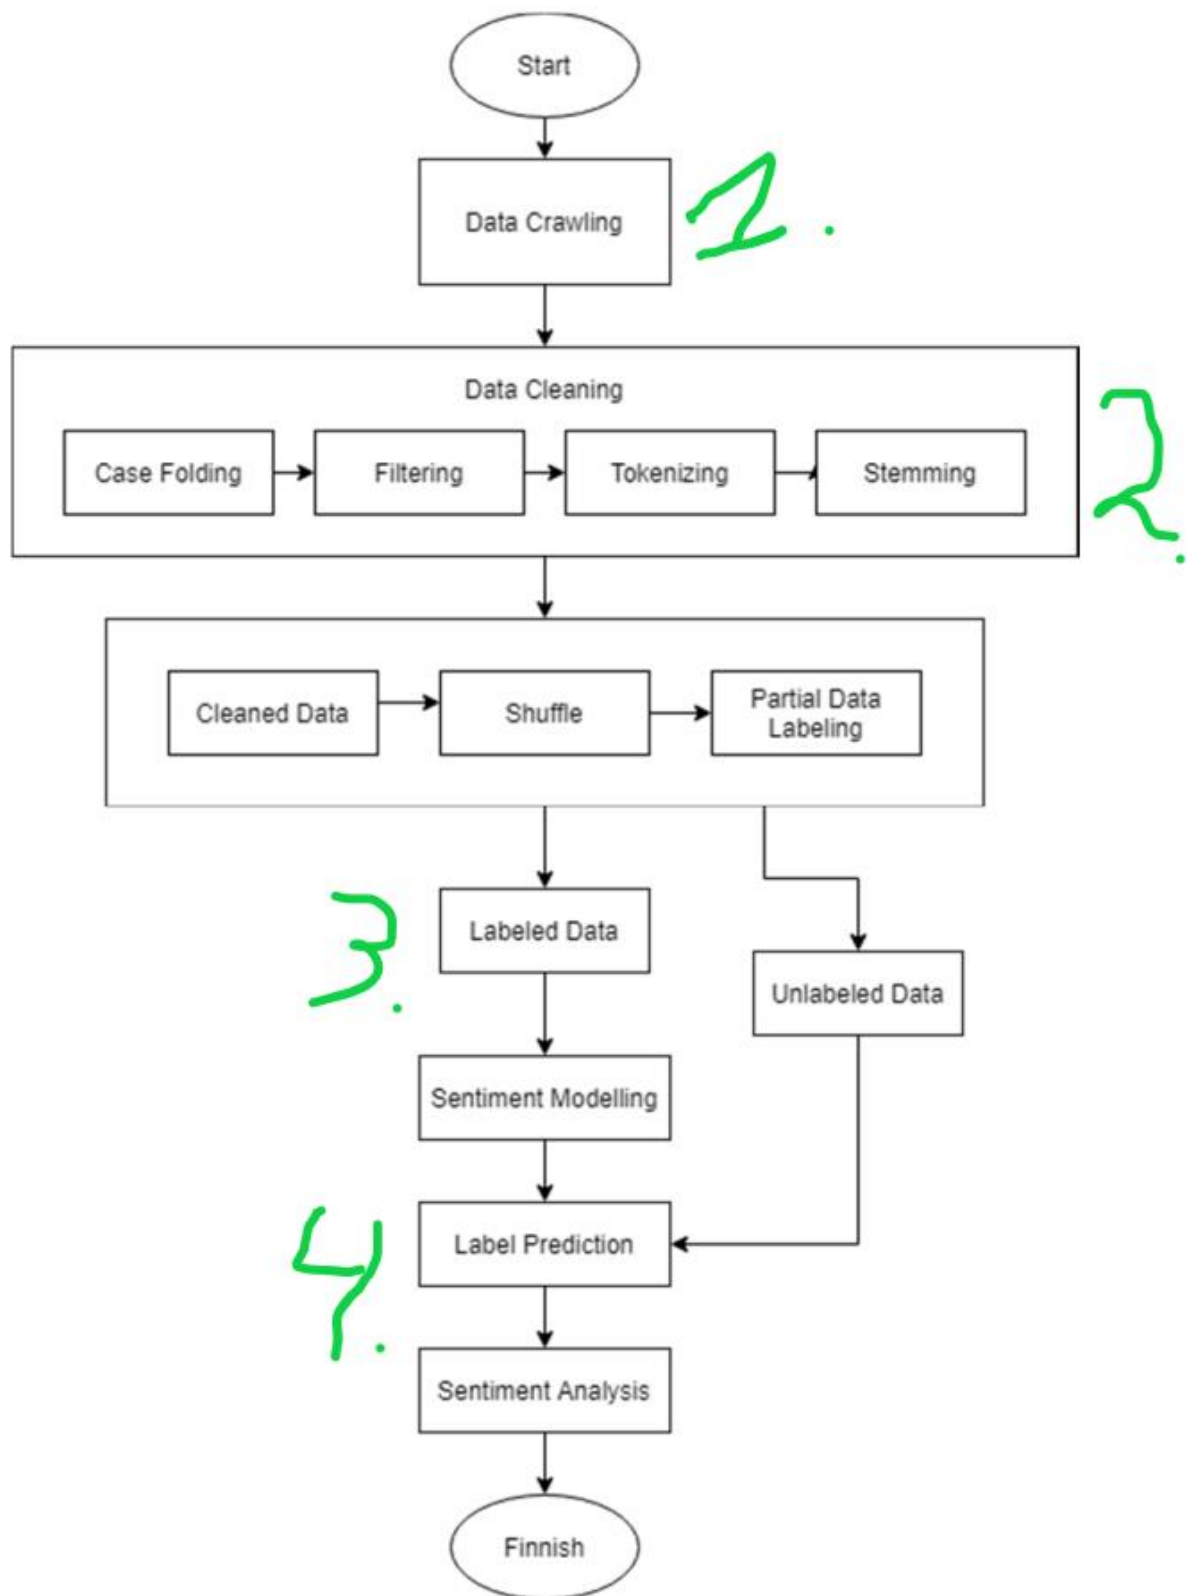 Start
Data Crawling
1.
Data Cleaning
Case Folding
Filtering
Tokenizing
Stemming
2.
Cleaned Data
Shuffle
Partial Data
Labeling
3.
Labeled Data
Unlabeled Data
Sentiment Modelling
4.
Label Prediction
Sentiment Analysis
Finnish